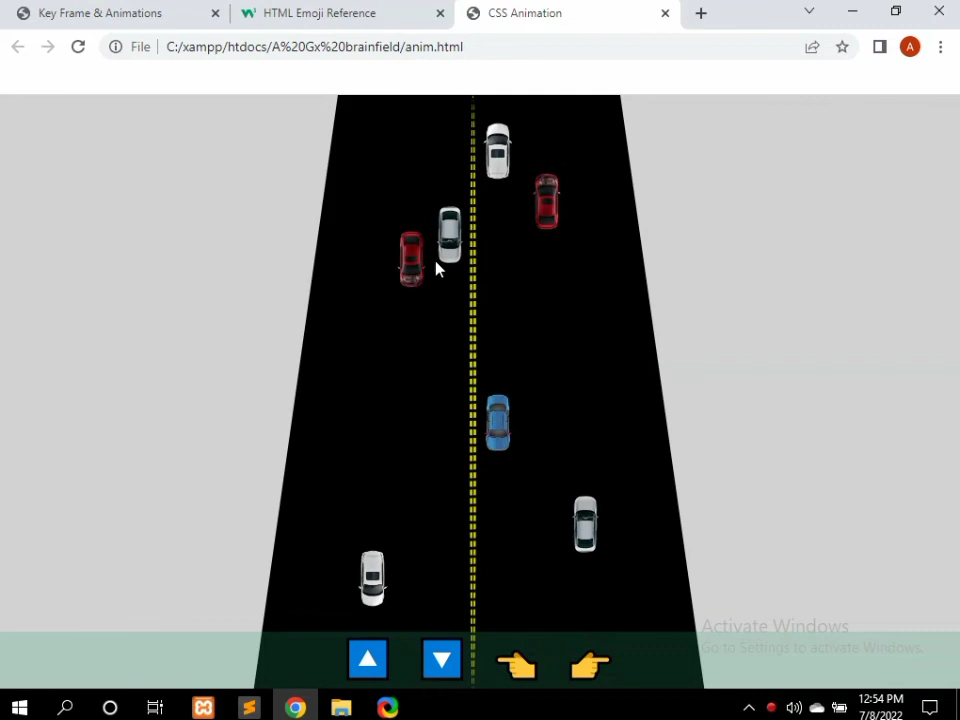 Key Frame & Animations
HTML Emoji Reference
CSS Animation
File
C:/xampp/htdocs/A%20Gx%20brainfield/anim.html
A
Activate Windows
Go to Settings to activate Windows.
12:54 PM
7/8/2022